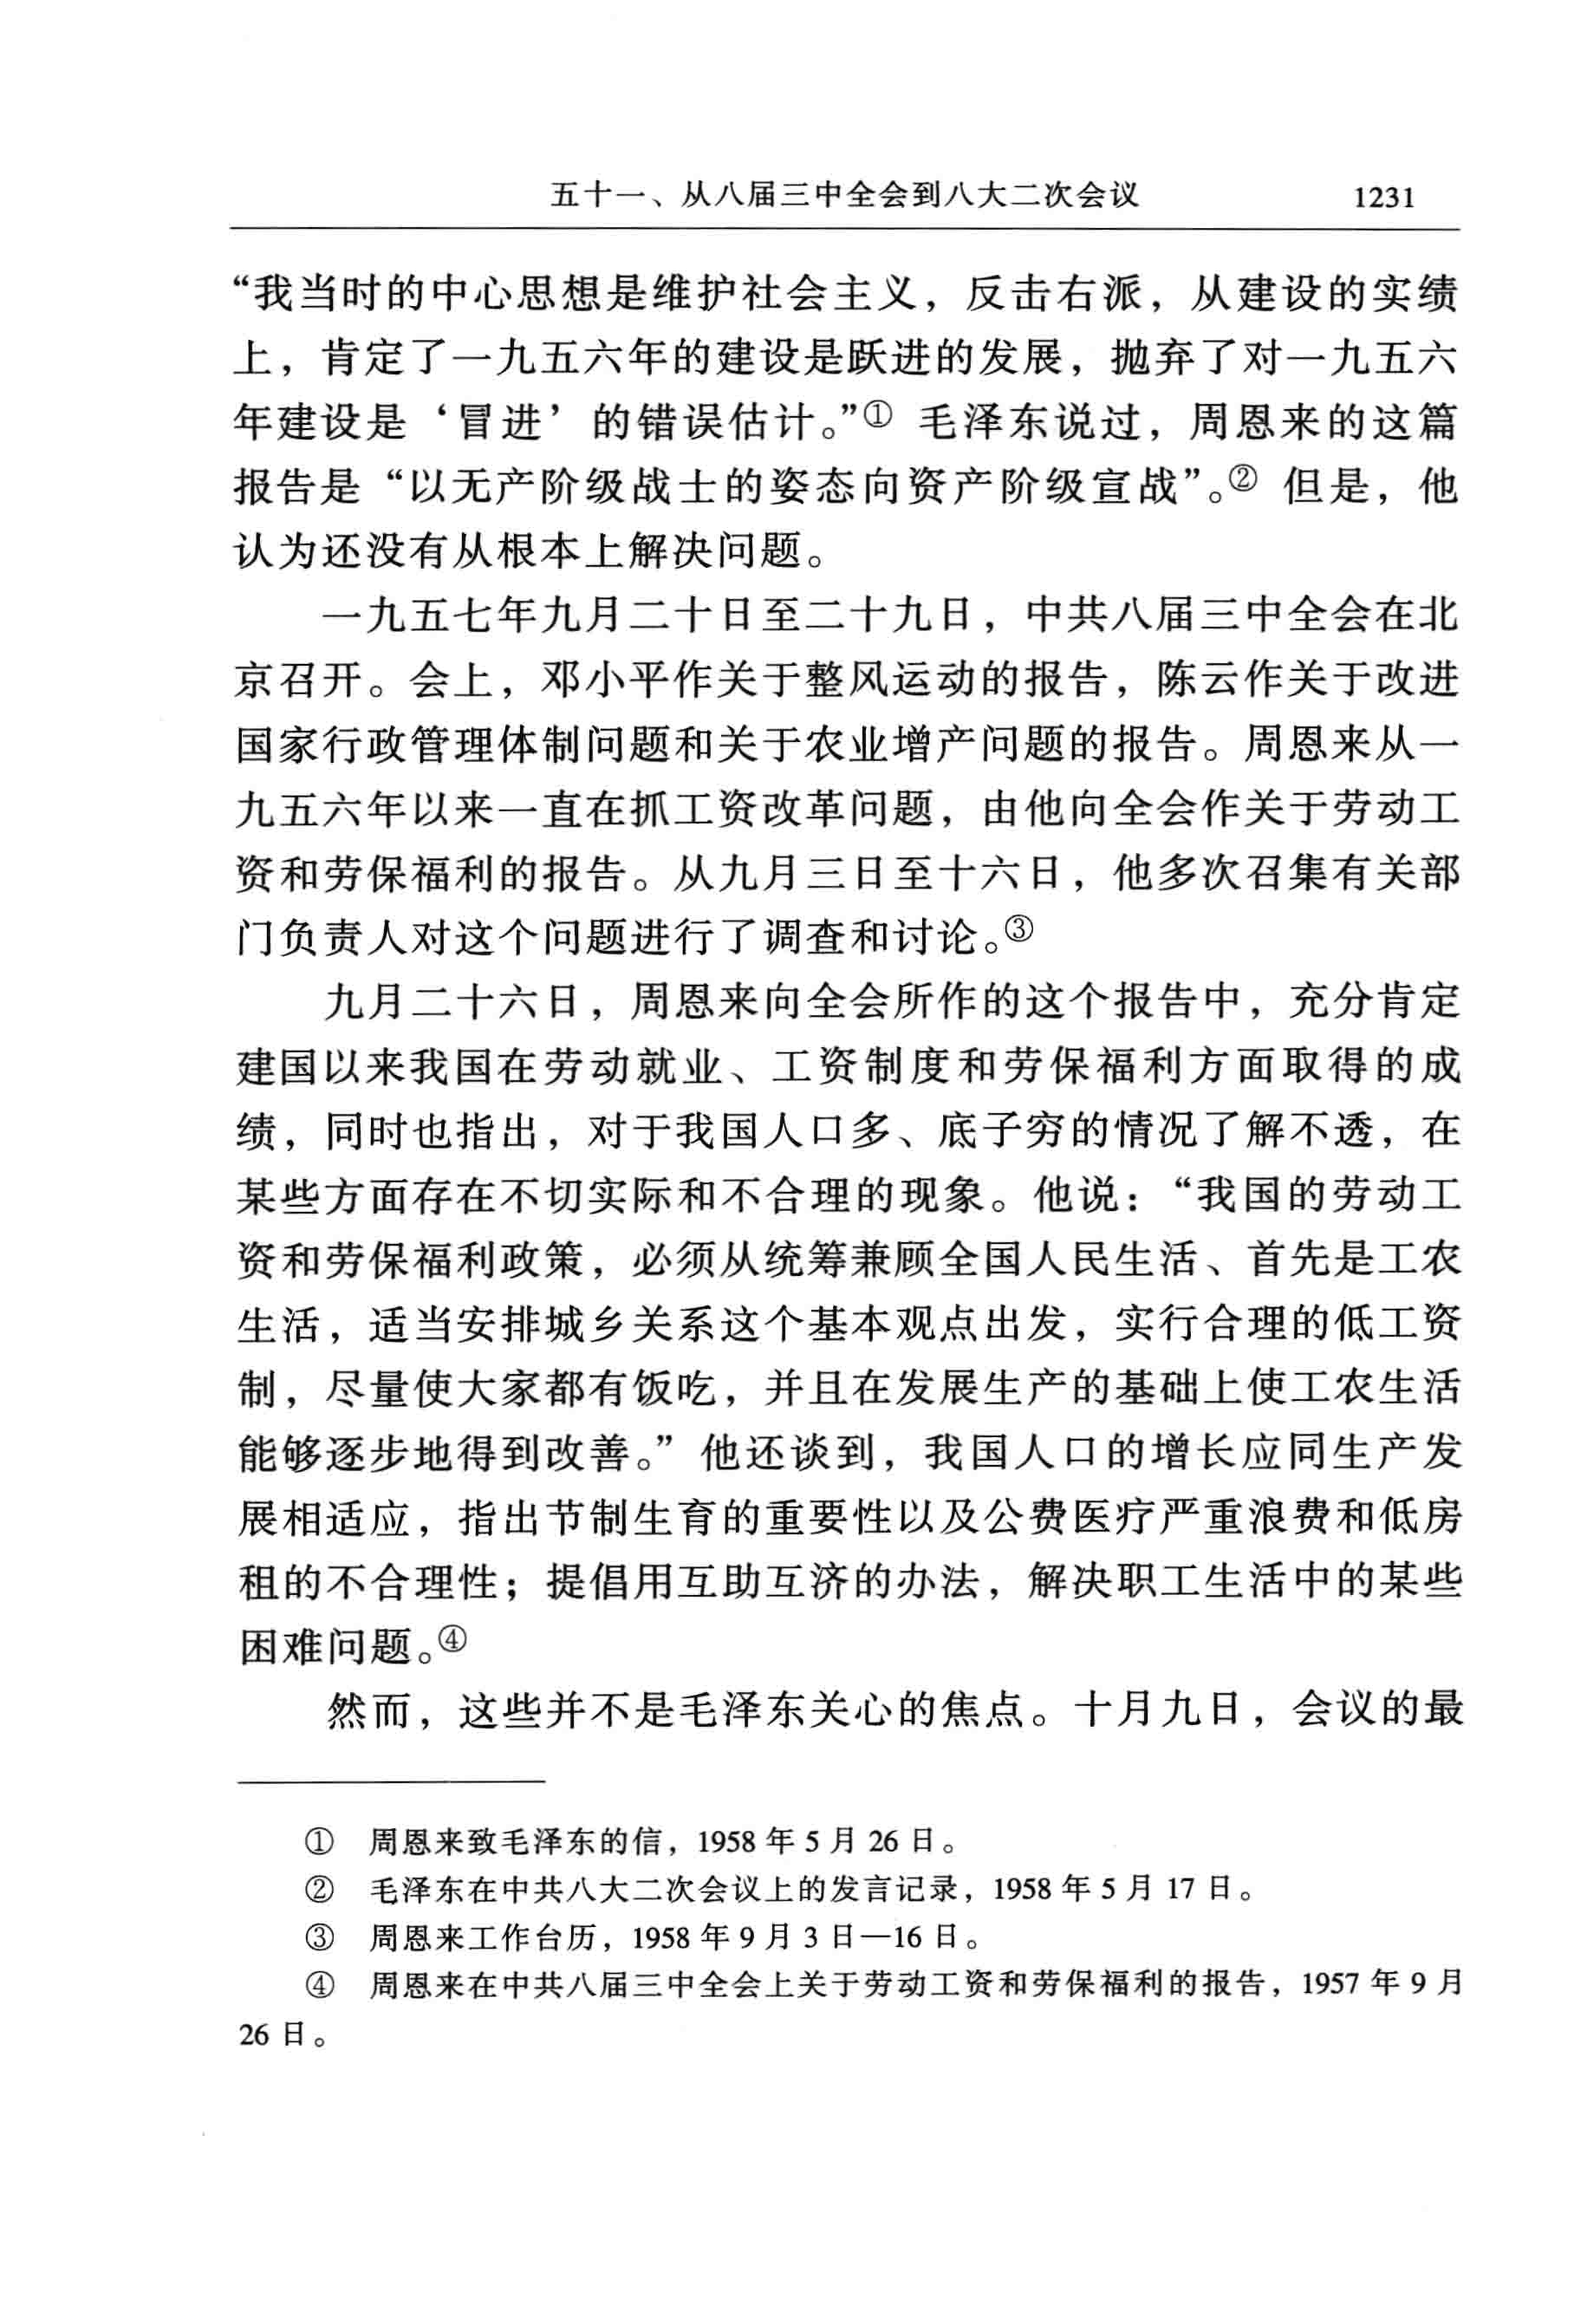 五十一、从八届三中全会到八大二次会议 1231
“我当时的中心思想是维护社会主义，反击右派，从建设的实绩
上，肯定了一九五六年的建设是跃进的发展，抛弃了对一九五六
年建设是‘冒进’的错误估计。”① 毛泽东说过，周恩来的这篇
报告是“以无产阶级战士的姿态向资产阶级宣战”。② 但是，他
认为还没有从根本上解决问题。
一九五七年九月二十日至二十九日，中共八届三中全会在北
京召开。会上，邓小平作关于整风运动的报告，陈云作关于改进
国家行政管理体制问题和关于农业增产问题的报告。周恩来从一
九五六年以来一直在抓工资改革问题，由他向全会作关于劳动工
资和劳保福利的报告。从九月三日至十六日，他多次召集有关部
门负责人对这个问题进行了调查和讨论。③
九月二十六日，周恩来向全会所作的这个报告中，充分肯定
建国以来我国在劳动就业、工资制度和劳保福利方面取得的成
绩，同时也指出，对于我国人口多、底子穷的情况了解不透，在
某些方面存在不切实际和不合理的现象。他说：“我国的劳动工
资和劳保福利政策，必须从统筹兼顾全国人民生活、首先是工农
生活，适当安排城乡关系这个基本观点出发，实行合理的低工资
制，尽量使大家都有饭吃，并且在发展生产的基础上使工农生活
能够逐步地得到改善。”他还谈到，我国人口的增长应同生产发
展相适应，指出节制生育的重要性以及公费医疗严重浪费和低房
租的不合理性；提倡用互助互济的办法，解决职工生活中的某些
困难问题。④
然而，这些并不是毛泽东关心的焦点。十月九日，会议的最
① 周恩来致毛泽东的信，1958 年 5 月 26 日。
② 毛泽东在中共八大二次会议上的发言记录，1958 年 5 月 17 日。
③ 周恩来工作台历，1958 年 9 月 3 日—16 日。
④ 周恩来在中共八届三中全会上关于劳动工资和劳保福利的报告，1957 年 9 月
26 日。